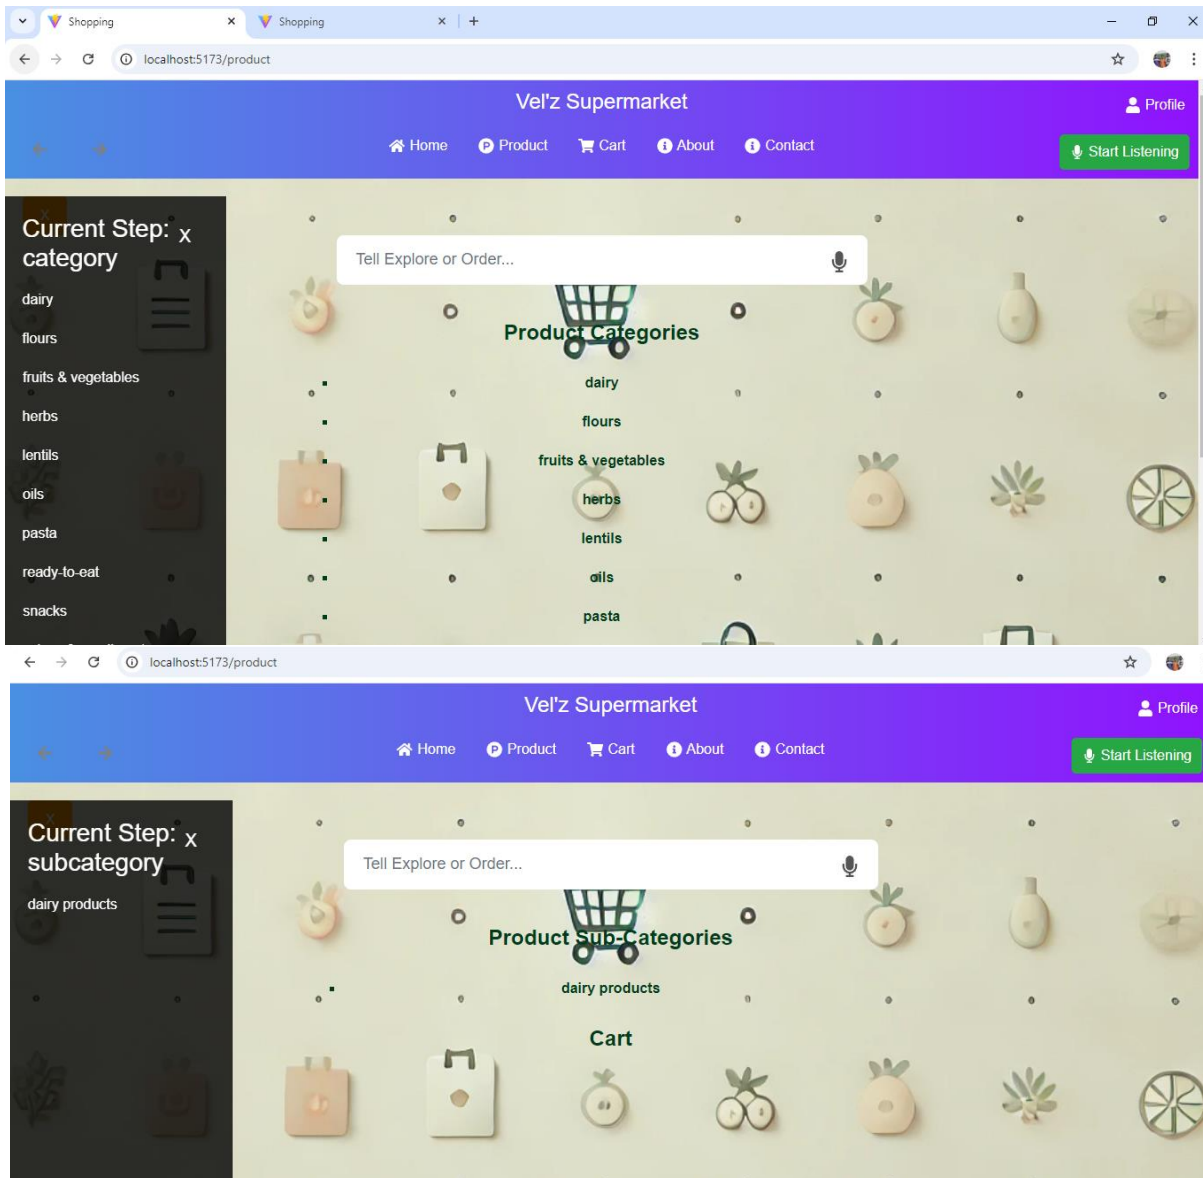 Shopping
Shopping
localhost:5173/product
Vel'z Supermarket
Profile
Home
Product
Cart
About
Contact
Start Listening
Current Step: x
category
dairy
flours
fruits & vegetables
herbs
lentils
oils
pasta
ready-to-eat
snacks
Tell Explore or Order...
Product Categories
dairy
flours
fruits & vegetables
herbs
lentils
oils
pasta
localhost:5173/product
Vel'z Supermarket
Profile
Home
Product
Cart
About
Contact
Start Listening
Current Step: x
subcategory
dairy products
Tell Explore or Order...
Product Sub-Categories
dairy products
Cart